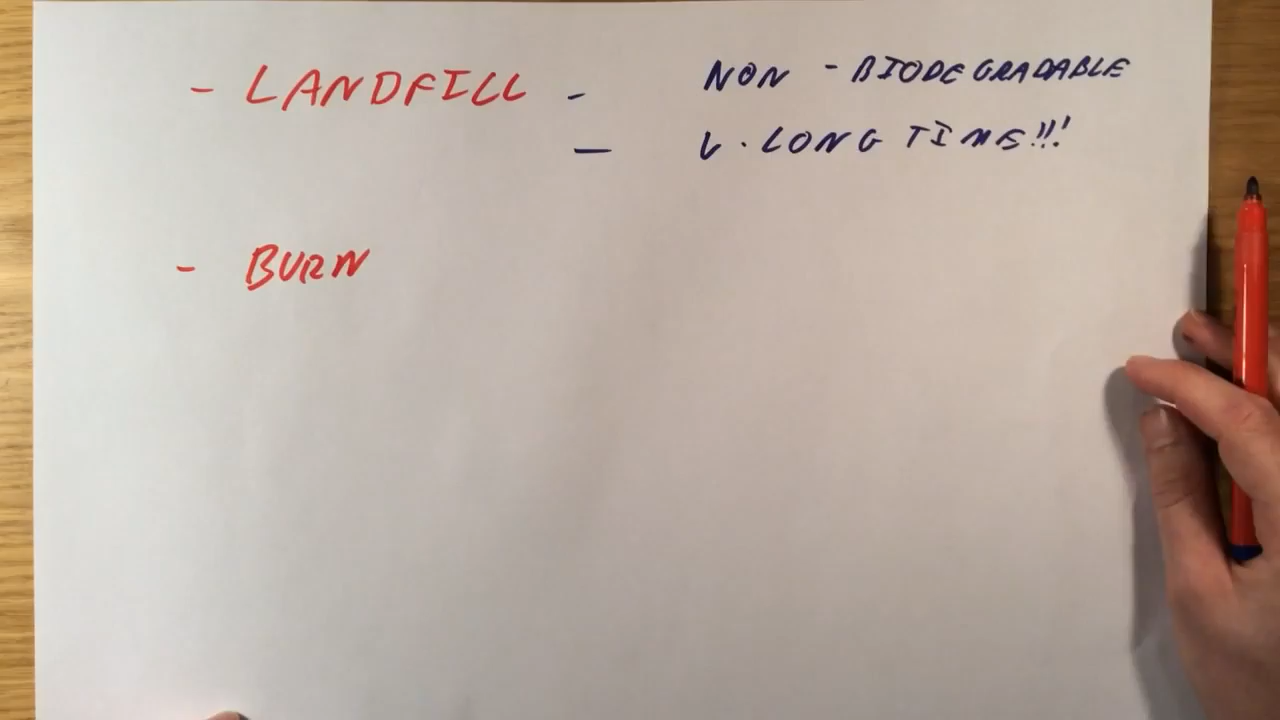 - LANDFILL - NON - BIODEGRADABLE
- V. LONG TIME!!!
- BURN